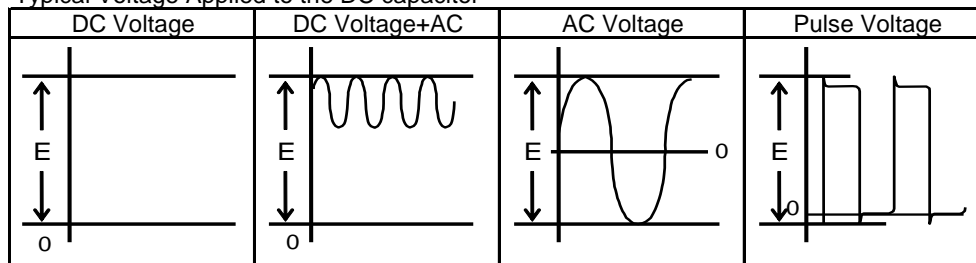 Typical Voltage Applied to the DC capacitor
DC Voltage DC Voltage+AC AC Voltage Pulse Voltage
E E E 0 E
0 0 0